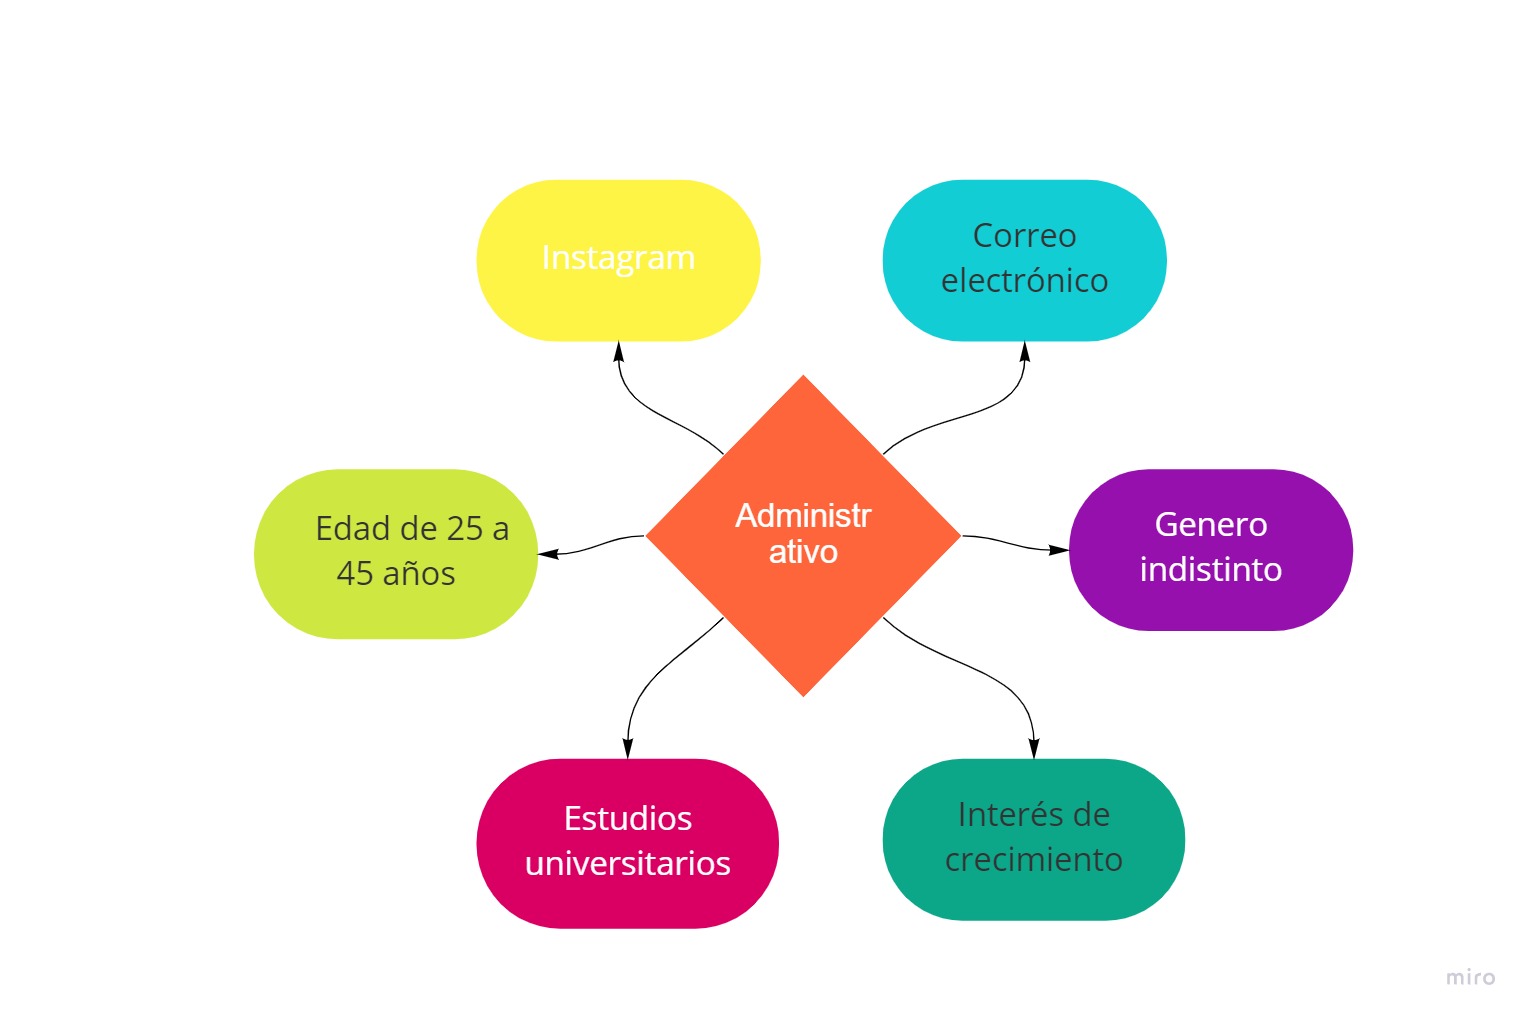 Instagram
Correo
electrónico
Edad de 25 a
45 años
Administr
ativo
Genero
indistinto
Estudios
universitarios
Interés de
crecimiento
miro